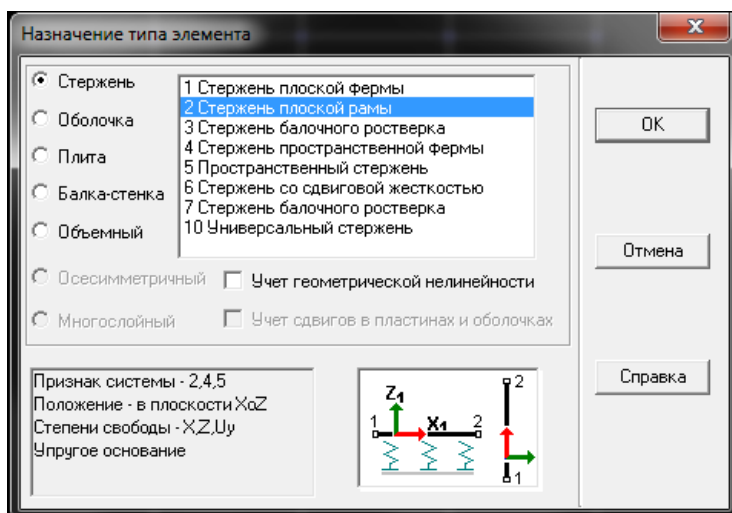 Назначение типа элемента
Стержень
Оболочка
Плита
Балка-стенка
Объемный
Осесимметричный
Многослойный
1 Стержень плоской фермы
2 Стержень плоской рамы
3 Стержень балочного ростверка
4 Стержень пространственной фермы
5 Пространственный стержень
6 Стержень со сдвиговой жесткостью
7 Стержень балочного ростверка
10 Универсальный стержень
Учет геометрической нелинейности
Учет сдвигов в пластинах и оболочках
OK
Отмена
Справка
Признак системы - 2,4,5
Положение - в плоскости XoZ
Степени свободы - X,Z,Uy
Упругое основание
Z1
1 X1 2
2
1